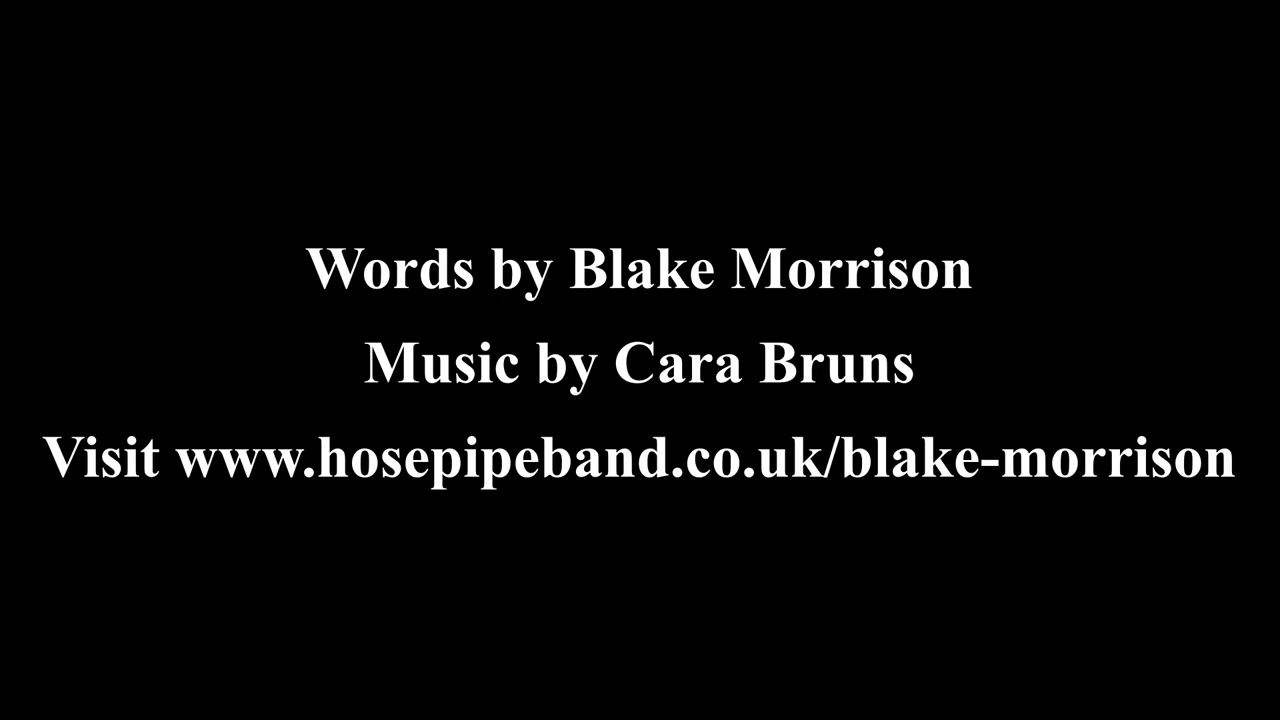 Words by Blake Morrison
Music by Cara Bruns
Visit www.hosepipeband.co.uk/blake-morrison